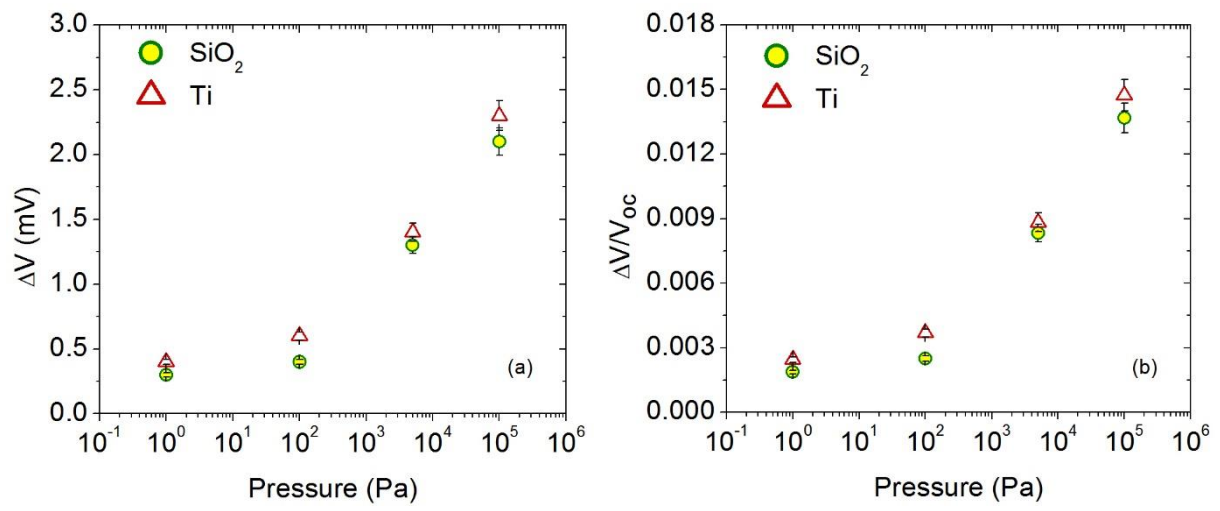 3.0
2.5
2.0
1.5
1.0
0.5
0.0
ΔV (mV)
SiO₂
Ti
(a)
10⁻¹ 10⁰ 10¹ 10² 10³ 10⁴ 10⁵ 10⁶
Pressure (Pa)
0.018
0.015
0.012
0.009
0.006
0.003
0.000
ΔV/V_OC
SiO₂
Ti
(b)
10⁻¹ 10⁰ 10¹ 10² 10³ 10⁴ 10⁵ 10⁶
Pressure (Pa)